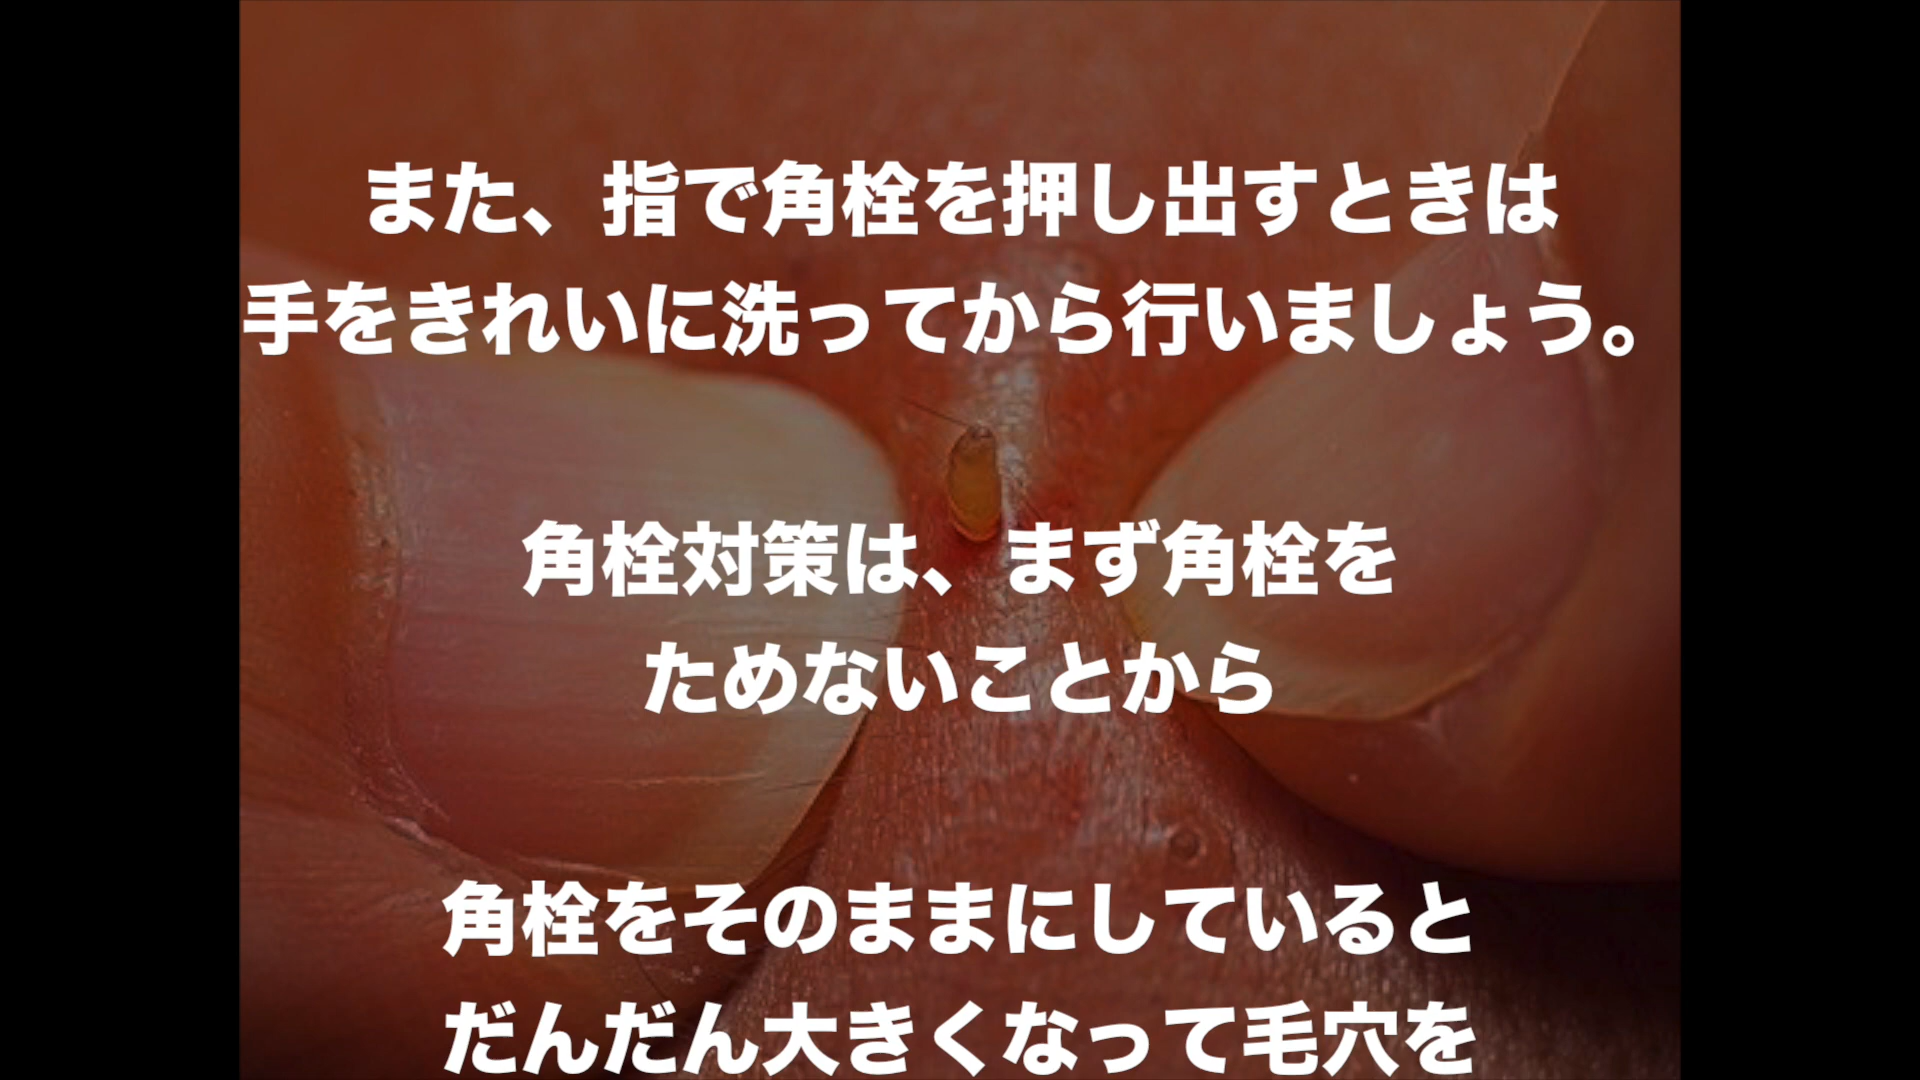 また、指で角栓を押し出すときは
手をきれいに洗ってから行いましょう。
角栓対策は、まず角栓を
ためないことから
角栓をそのままにしていると
だんだん大きくなって毛穴を